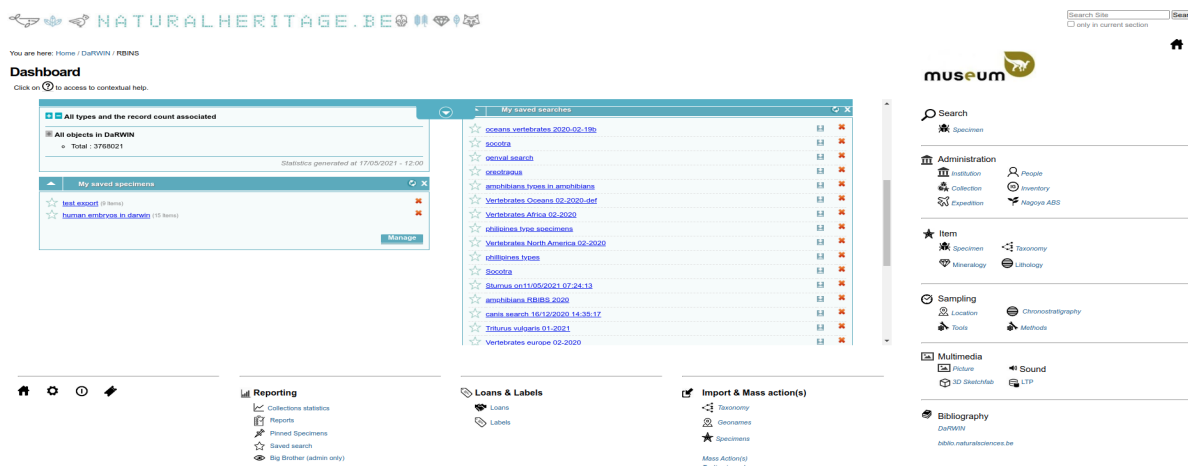 NATURALHERITAGE.BE
Search Site
Sear
only in current section
You are here: Home / DaRWIN / RBINS
Dashboard
Click on ? to access to contextual help.
All types and the record count associated
All objects in DaRWIN
Total : 3768021
Statistics generated at 17/05/2021 - 12:00
My saved specimens
test export (9 items)
human embryos in darwin (15 items)
Manage
My saved searches
oceans vertebrates 2020-02-19b
socotra
genval search
oreotragus
amphibians types in amphibians
Vertebrates Oceans 02-2020-def
Vertebrates Africa 02-2020
philipines type specimens
Vertebrates North America 02-2020
phillipines types
Socotra
Sturnus on11/05/2021 07:24:13
amphibians RBIBS 2020
canis search 16/12/2020 14:35:17
Triturus vulgaris 01-2021
Vertebrates europe 02-2020
museum
Search
Specimen
Administration
Institution People
Collection Inventory
Expedition Nagoya ABS
Item
Specimen Taxonomy
Mineralogy Lithology
Sampling
Location Chronostratigraphy
Tools Methods
Multimedia
Picture Sound
3D Sketchfab LTP
Bibliography
DaRWIN
biblio.naturalsciences.be
Reporting
Collections statistics
Reports
Pinned Specimens
Saved search
Big Brother (admin only)
Loans & Labels
Loans
Labels
Import & Mass action(s)
Taxonomy
Geonames
Specimens
Mass Action(s)